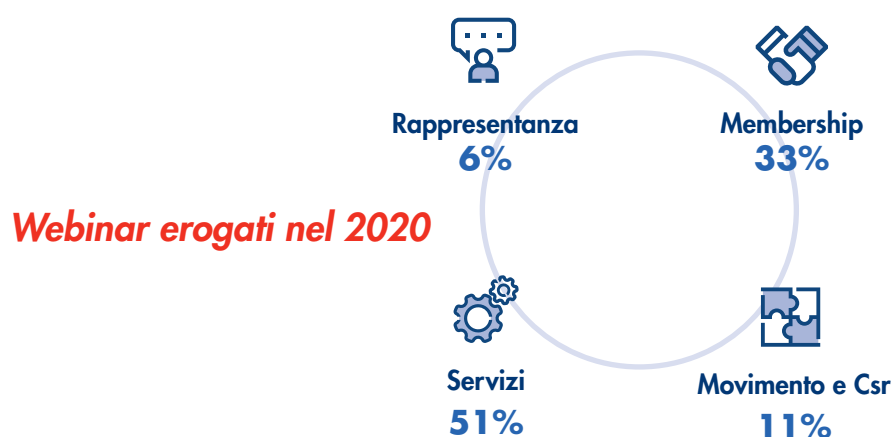 Rappresentanza
6%
Membership
33%
Webinar erogati nel 2020
Servizi
51%
Movimento e Csr
11%